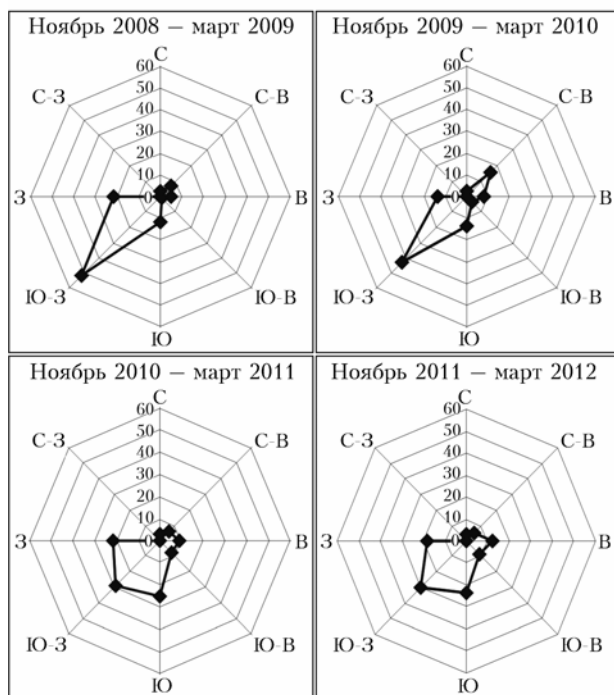 Ноябрь 2008 — март 2009
С
60
50
40
30
20
10
0
С-З
С-В
З
В
Ю-З
Ю-В
Ю
Ноябрь 2009 — март 2010
С
60
50
40
30
20
10
0
С-З
С-В
З
В
Ю-З
Ю-В
Ю
Ноябрь 2010 — март 2011
С
60
50
40
30
20
10
0
С-З
С-В
З
В
Ю-З
Ю-В
Ю
Ноябрь 2011 — март 2012
С
60
50
40
30
20
10
0
С-З
С-В
З
В
Ю-З
Ю-В
Ю